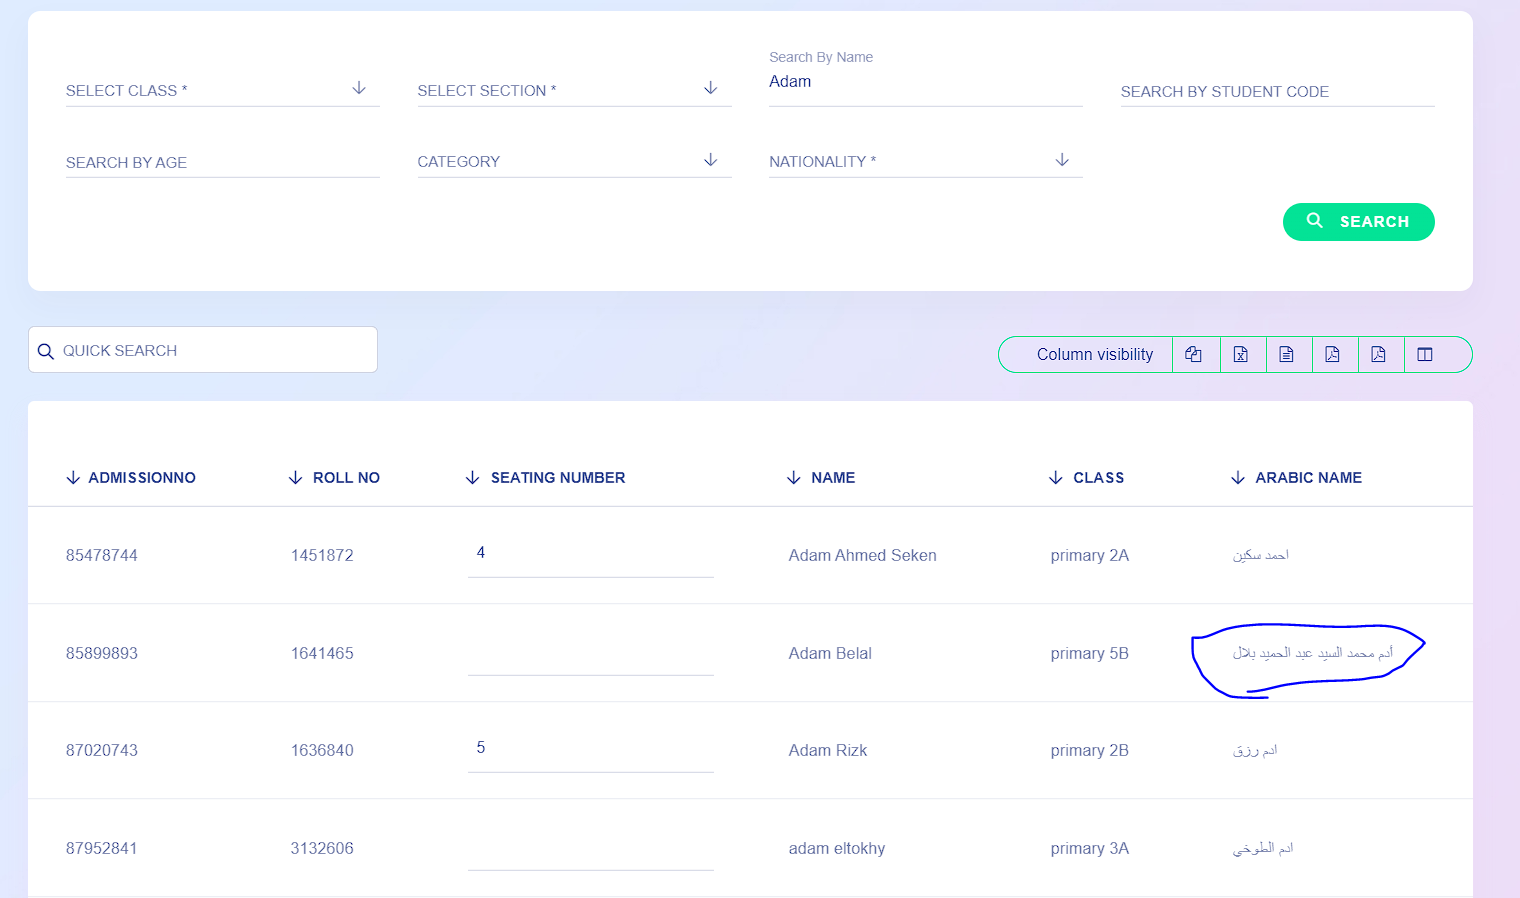 Search By Name
SELECT CLASS *
SELECT SECTION *
Adam
SEARCH BY STUDENT CODE
SEARCH BY AGE
CATEGORY
NATIONALITY *
SEARCH
QUICK SEARCH
Column visibility
ADMISSIONNO ROLL NO SEATING NUMBER NAME CLASS ARABIC NAME
85478744 1451872 4 Adam Ahmed Seken primary 2A احمد سكين
85899893 1641465 Adam Belal primary 5B أدم محمد السيد عبد الحميد بلال
87020743 1636840 5 Adam Rizk primary 2B ادم رزق
87952841 3132606 adam eltokhy primary 3A ادم الطوخي